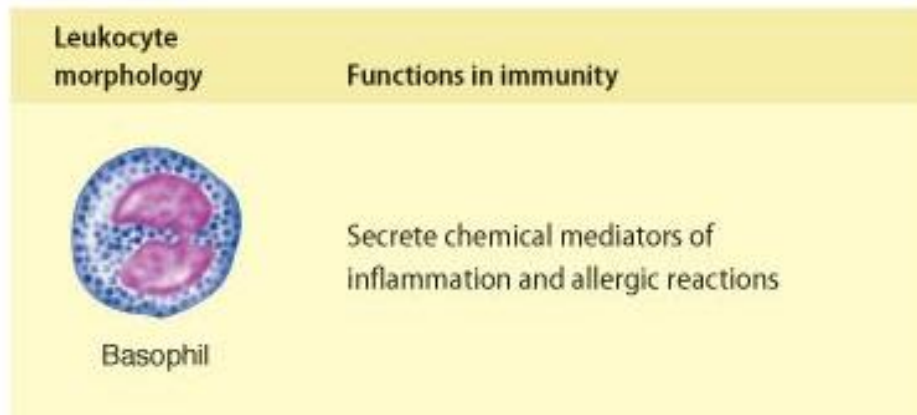 Leukocyte
morphology
Functions in immunity
Secrete chemical mediators of
inflammation and allergic reactions
Basophil